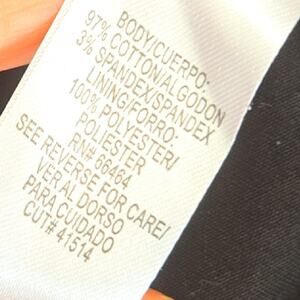 BODY/CUERPO:
97% COTTON/ALGODON
3% SPANDEX/SPANDEX
LINING/FORRO:
100% POLYESTER/
POLIESTER
RN# 66464
SEE REVERSE FOR CARE/
VER AL DORSO
PARA CUIDADO
CUT# 41514